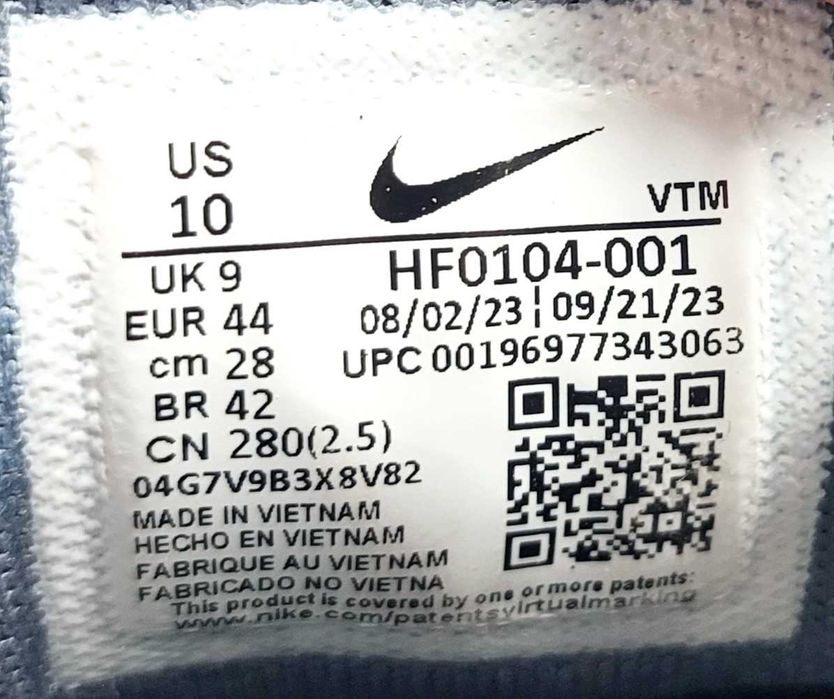 US
10
VTM
UK 9
EUR 44
cm 28
BR 42
CN 280(2.5)
HF0104-001
08/02/23 ¦ 09/21/23
UPC 00196977343063
04G7V9B3X8V82
MADE IN VIETNAM
HECHO EN VIETNAM
FABRIQUE AU VIETNAM
FABRICADO NO VIETNA
This product is covered by one or more patents:
www.nike.com/patentsvirtualmarking